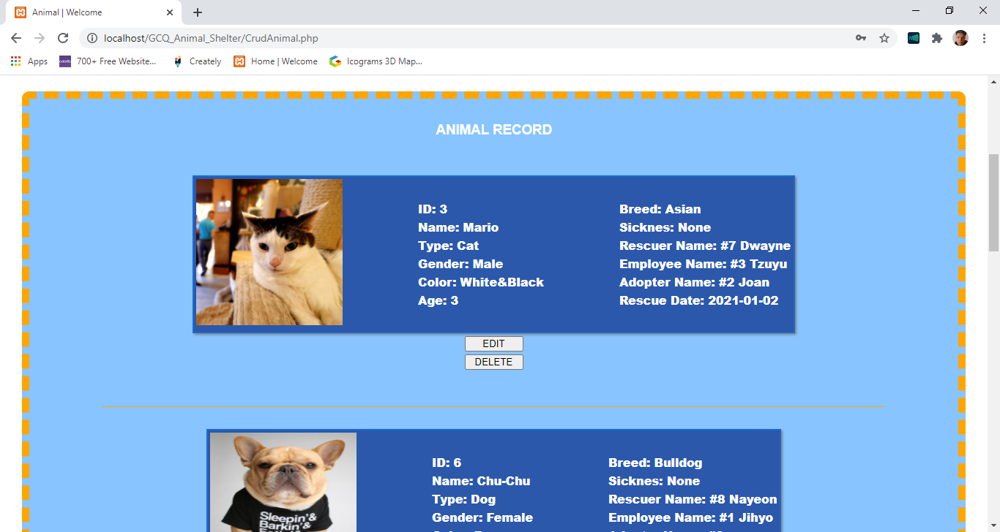 Animal | Welcome
localhost/GCQ_Animal_Shelter/CrudAnimal.php
Apps
700+ Free Website...
Creately
Home | Welcome
Icograms 3D Map...
ANIMAL RECORD
ID: 3
Name: Mario
Type: Cat
Gender: Male
Color: White&Black
Age: 3
Breed: Asian
Sicknes: None
Rescuer Name: #7 Dwayne
Employee Name: #3 Tzuyu
Adopter Name: #2 Joan
Rescue Date: 2021-01-02
EDIT
DELETE
Sleepin'&
Barkin'&
ID: 6
Name: Chu-Chu
Type: Dog
Gender: Female
Breed: Bulldog
Sicknes: None
Rescuer Name: #8 Nayeon
Employee Name: #1 Jihyo